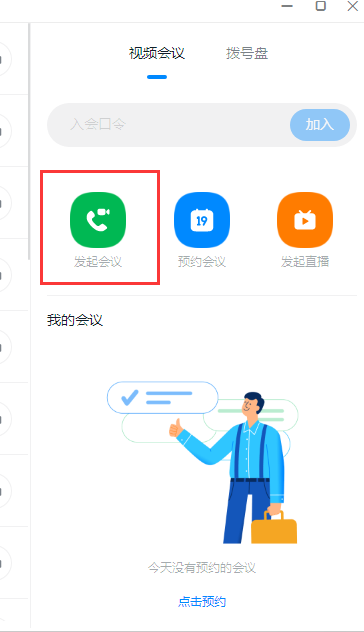 视频会议 拨号盘
入会口令 加入
19
发起会议 预约会议 发起直播
我的会议
今天没有预约的会议
点击预约